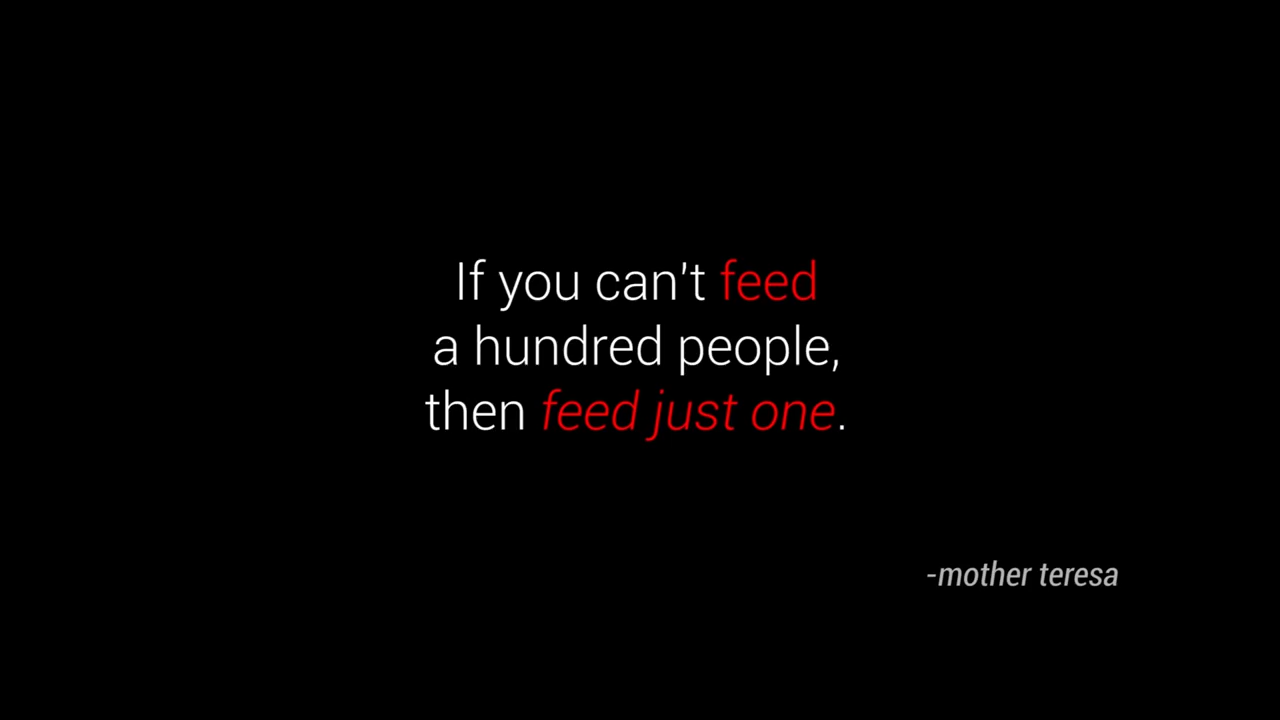 If you can't feed
a hundred people,
then feed just one.
-mother teresa